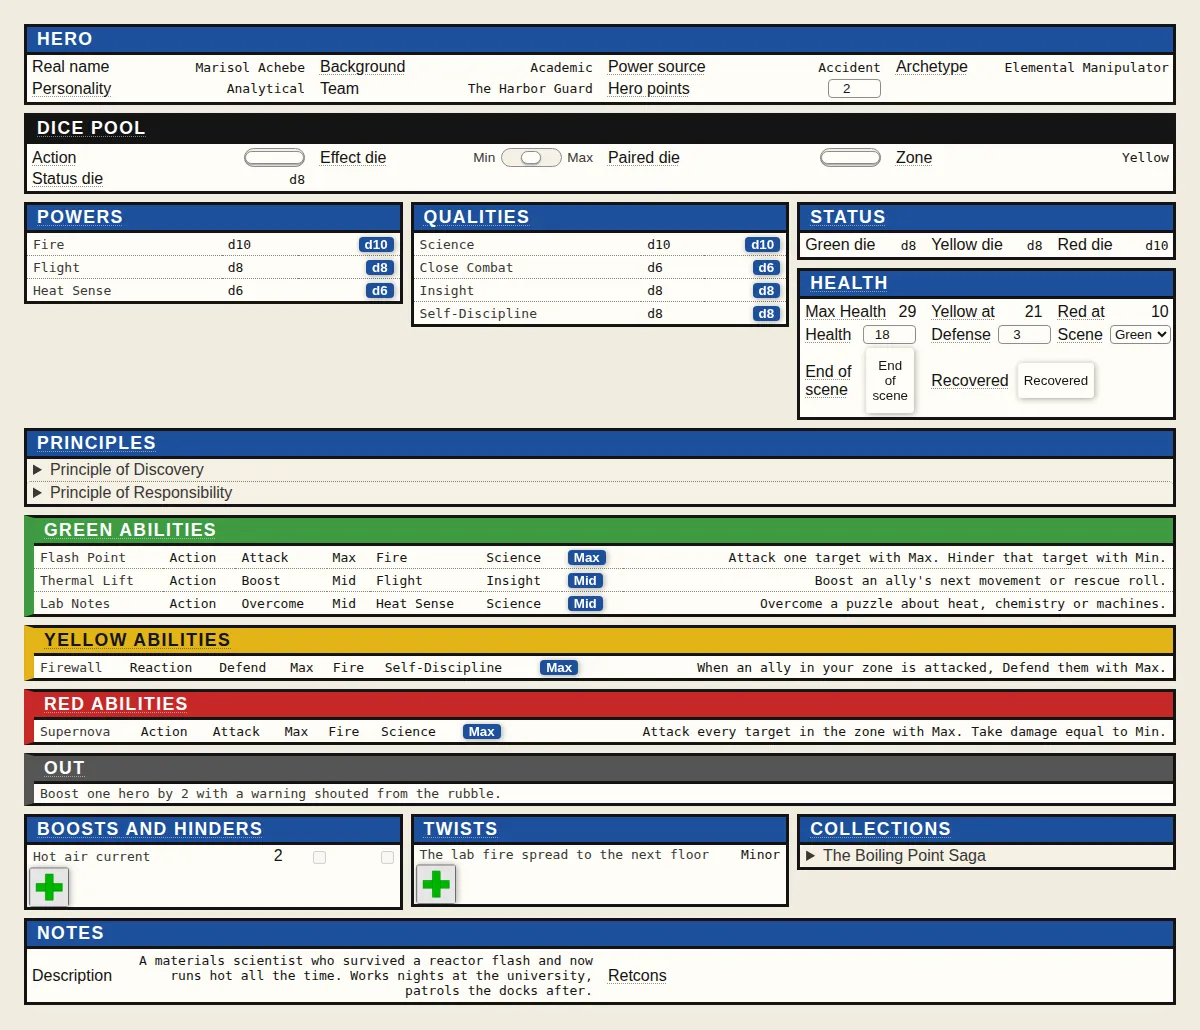 HERO
Real name Marisol Achebe Background Academic Power source Accident Archetype Elemental Manipulator
Personality Analytical Team The Harbor Guard Hero points 2
DICE POOL
Action Effect die Min Max Paired die Zone Yellow
Status die d8
POWERS
Fire d10 d10
Flight d8 d8
Heat Sense d6 d6
QUALITIES
Science d10 d10
Close Combat d6 d6
Insight d8 d8
Self-Discipline d8 d8
STATUS
Green die d8 Yellow die d8 Red die d10
HEALTH
Max Health 29 Yellow at 21 Red at 10
Health 18 Defense 3 Scene Green
End of scene End of scene Recovered Recovered
PRINCIPLES
Principle of Discovery
Principle of Responsibility
GREEN ABILITIES
Flash Point Action Attack Max Fire Science Max Attack one target with Max. Hinder that target with Min.
Thermal Lift Action Boost Mid Flight Insight Mid Boost an ally's next movement or rescue roll.
Lab Notes Action Overcome Mid Heat Sense Science Mid Overcome a puzzle about heat, chemistry or machines.
YELLOW ABILITIES
Firewall Reaction Defend Max Fire Self-Discipline Max When an ally in your zone is attacked, Defend them with Max.
RED ABILITIES
Supernova Action Attack Max Fire Science Max Attack every target in the zone with Max. Take damage equal to Min.
OUT
Boost one hero by 2 with a warning shouted from the rubble.
BOOSTS AND HINDERS
Hot air current 2
TWISTS
The lab fire spread to the next floor Minor
COLLECTIONS
The Boiling Point Saga
NOTES
Description A materials scientist who survived a reactor flash and now
runs hot all the time. Works nights at the university,
patrols the docks after.
Retcons